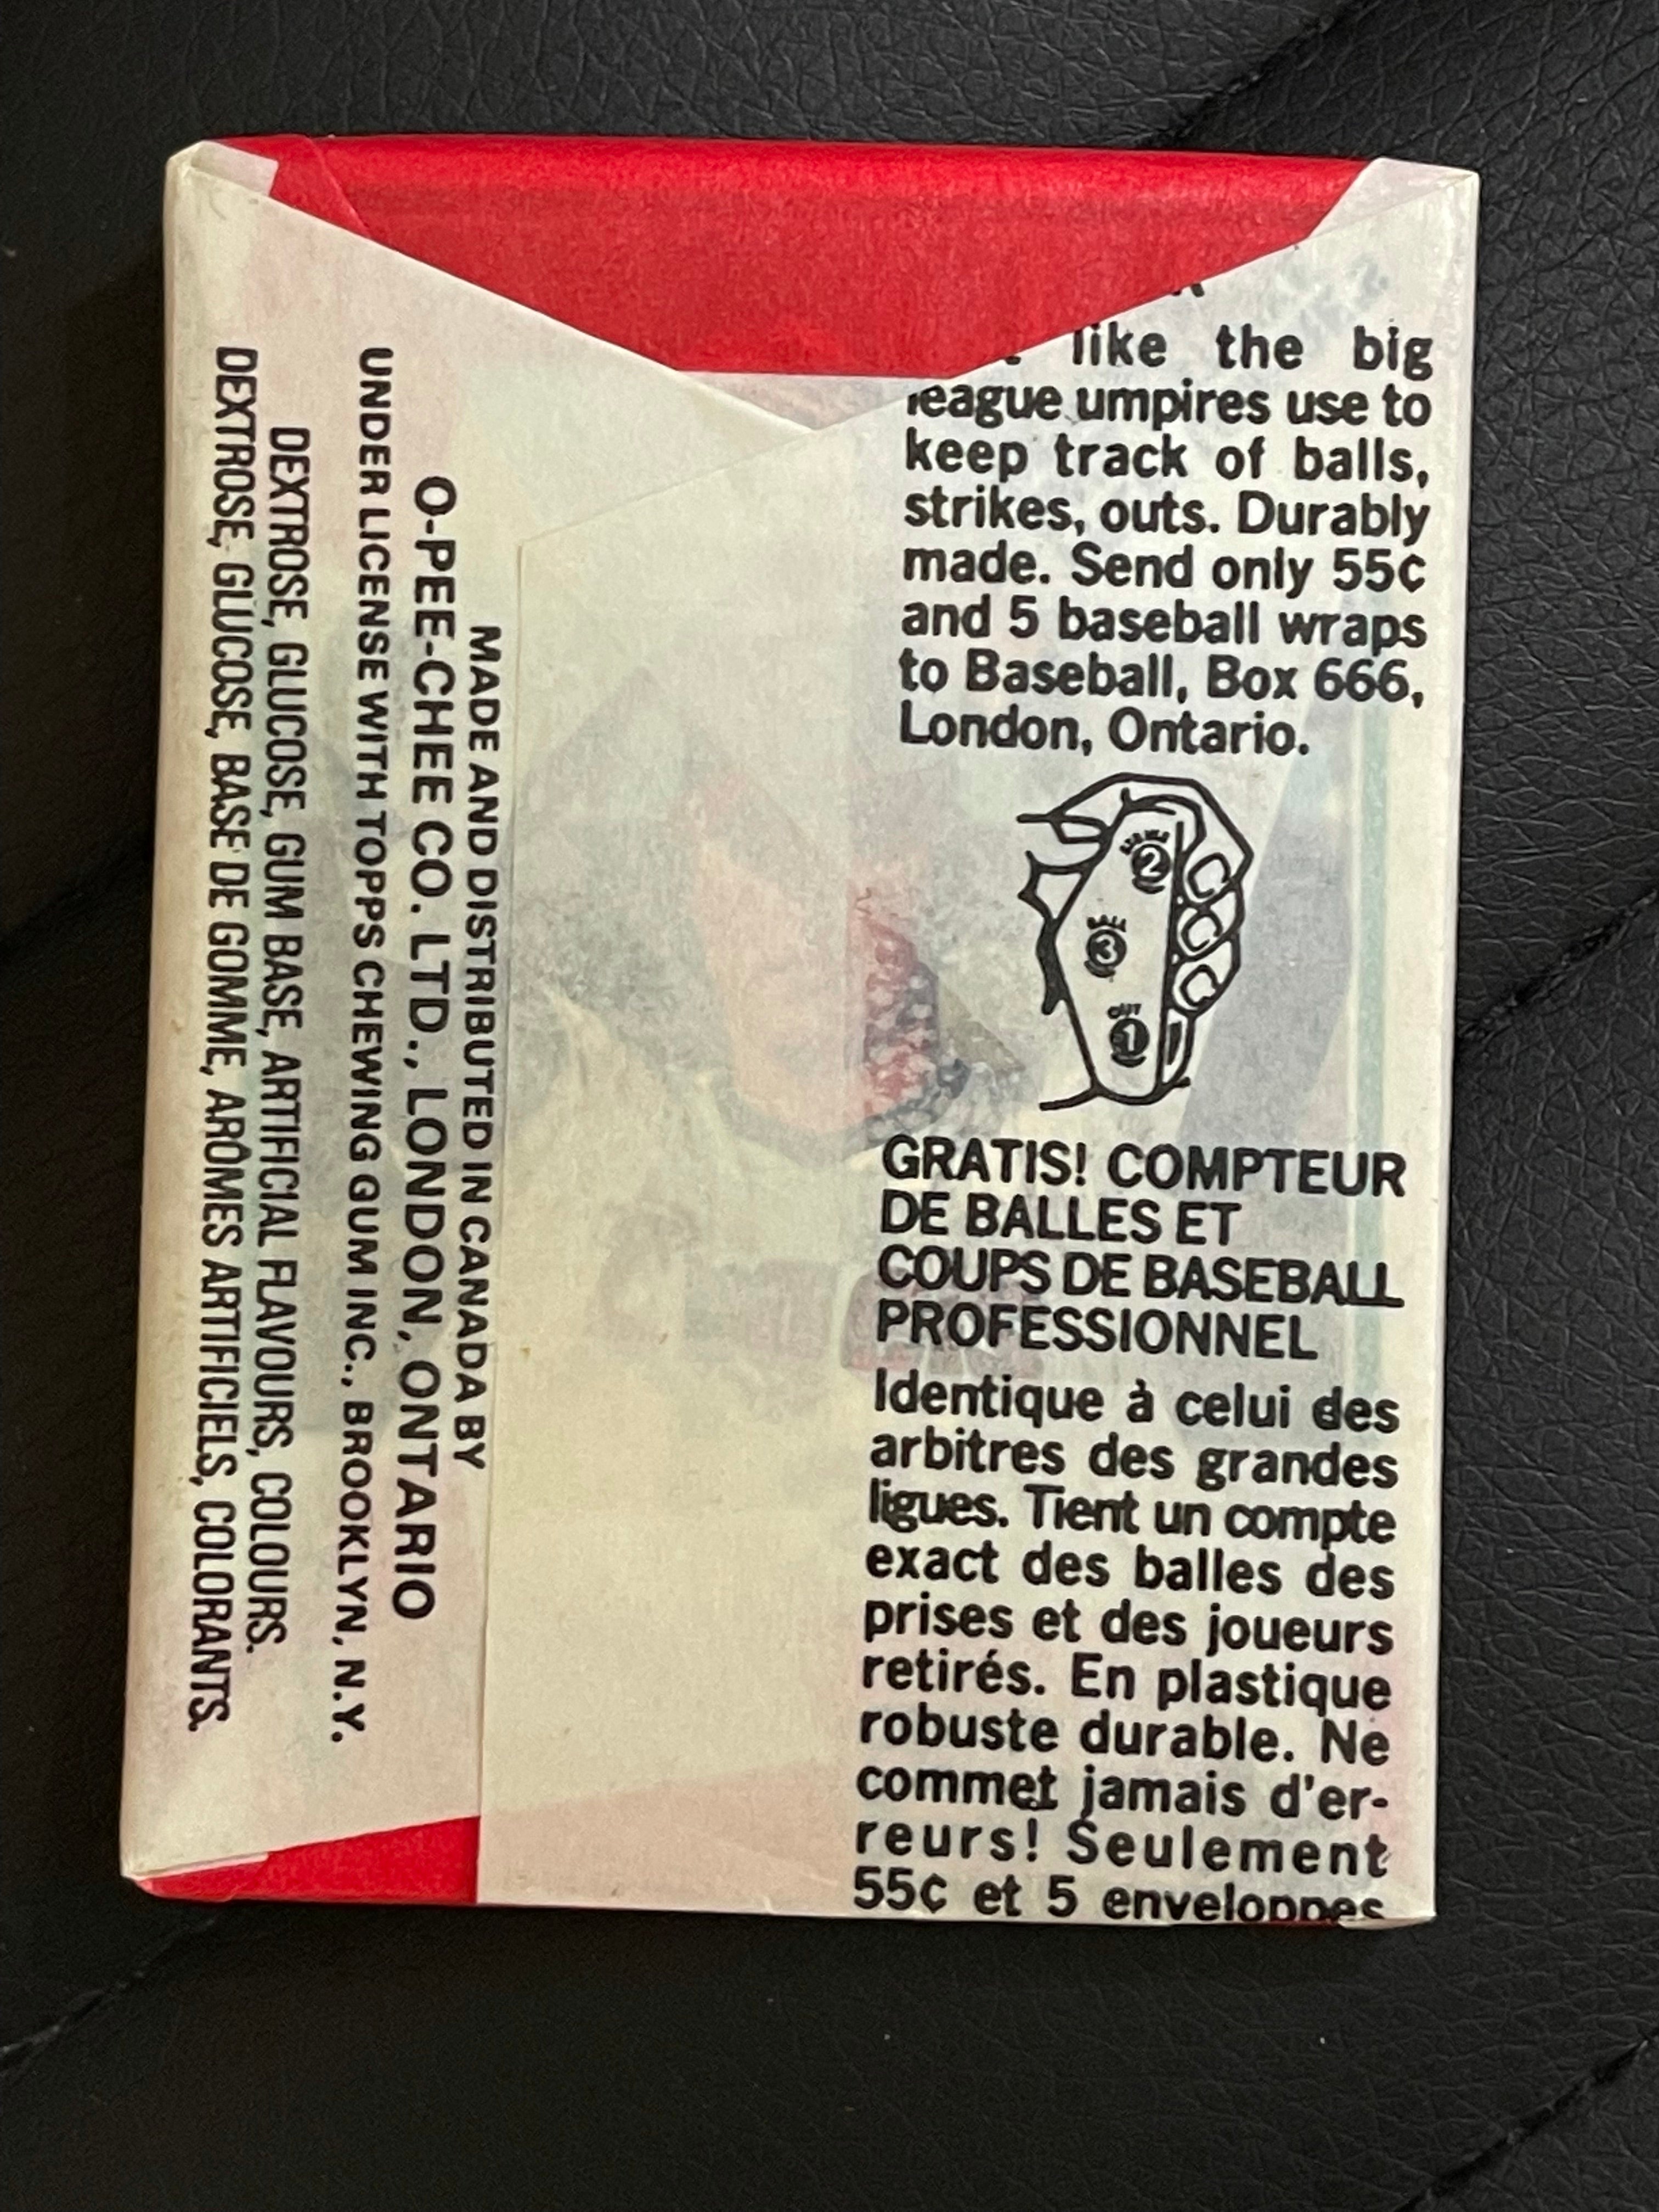 like the big
league umpires use to
keep track of balls,
strikes, outs. Durably
made. Send only 55¢
and 5 baseball wraps
to Baseball, Box 666,
London, Ontario.
2
3
1
GRATIS! COMPTEUR
DE BALLES ET
COUPS DE BASEBALL
PROFESSIONNEL
Identique à celui des
arbitres des grandes
ligues. Tient un compte
exact des balles des
prises et des joueurs
retirés. En plastique
robuste durable. Ne
commet jamais d'er-
reurs! Seulement
55¢ et 5 enveloppes
MADE AND DISTRIBUTED IN CANADA BY
O-PEE-CHEE CO. LTD., LONDON, ONTARIO
UNDER LICENSE WITH TOPPS CHEWING GUM INC., BROOKLYN, N.Y.
DEXTROSE, GLUCOSE, GUM BASE, ARTIFICIAL FLAVOURS, COLOURS.
DEXTROSE, GLUCOSE, BASE DE GOMME, ARÔMES ARTIFICIELS, COLORANTS.